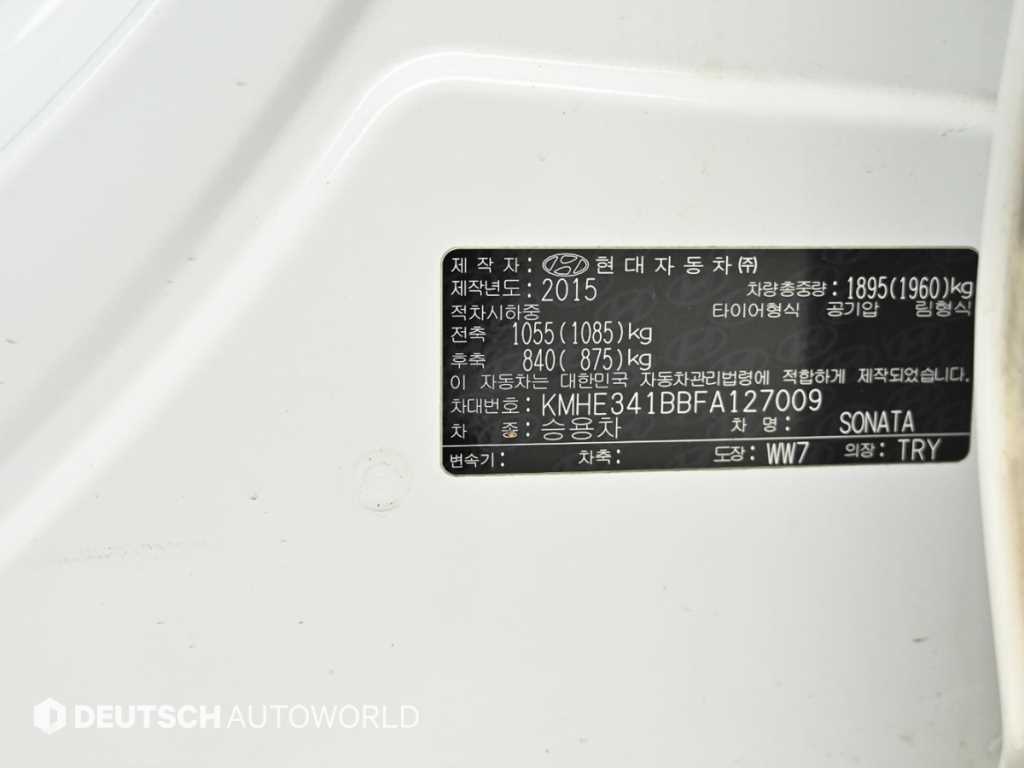 제 작 자 : 현대자동차㈜
제작년도: 2015 차량총중량: 1895(1960)kg
적차시하중 타이어형식 공기압 림형식
전축 1055(1085)kg
후축 840( 875)kg
이 자동차는 대한민국 자동차관리법령에 적합하게 제작되었습니다.
차대번호: KMHE341BBFA127009
차 종: 승용차 차 명: SONATA
변속기: 차축: 도장: WW7 의장: TRY
DEUTSCH AUTOWORLD